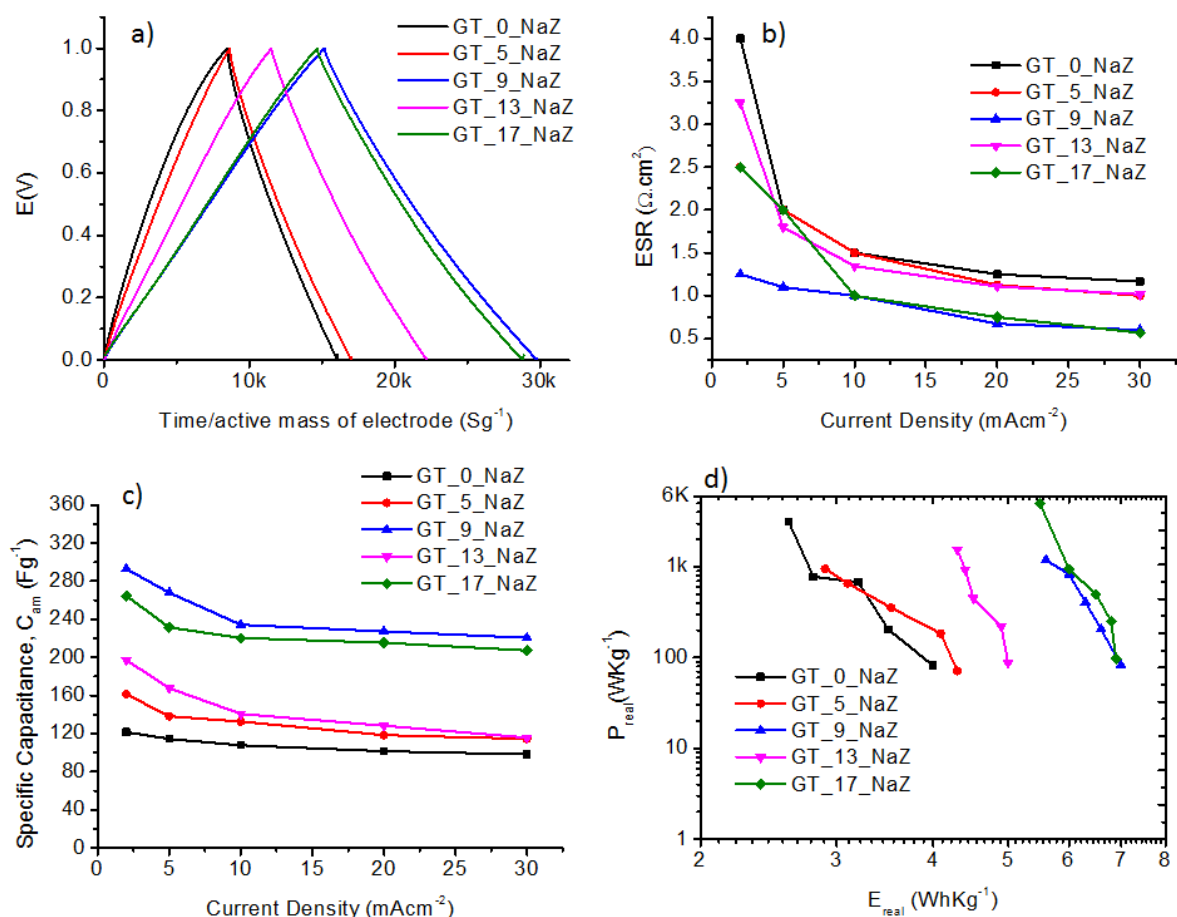 a)
GT_0_NaZ
GT_5_NaZ
GT_9_NaZ
GT_13_NaZ
GT_17_NaZ
1.0
0.8
0.6
0.4
0.2
0.0
E(V)
0 10k 20k 30k
Time/active mass of electrode (Sg⁻¹)
b)
GT_0_NaZ
GT_5_NaZ
GT_9_NaZ
GT_13_NaZ
GT_17_NaZ
4.0
3.5
3.0
2.5
2.0
1.5
1.0
0.5
ESR (Ω.cm²)
0 5 10 15 20 25 30
Current Density (mAcm⁻²)
c)
GT_0_NaZ
GT_5_NaZ
GT_9_NaZ
GT_13_NaZ
GT_17_NaZ
360
320
280
240
200
160
120
80
40
0
Specific Capacitance, C_am (Fg⁻¹)
0 5 10 15 20 25 30
Current Density (mAcm⁻²)
d)
6K
1k
100
10
1
P_real(WKg⁻¹)
GT_0_NaZ
GT_5_NaZ
GT_9_NaZ
GT_13_NaZ
GT_17_NaZ
2 3 4 5 6 7 8
E_real (WhKg⁻¹)